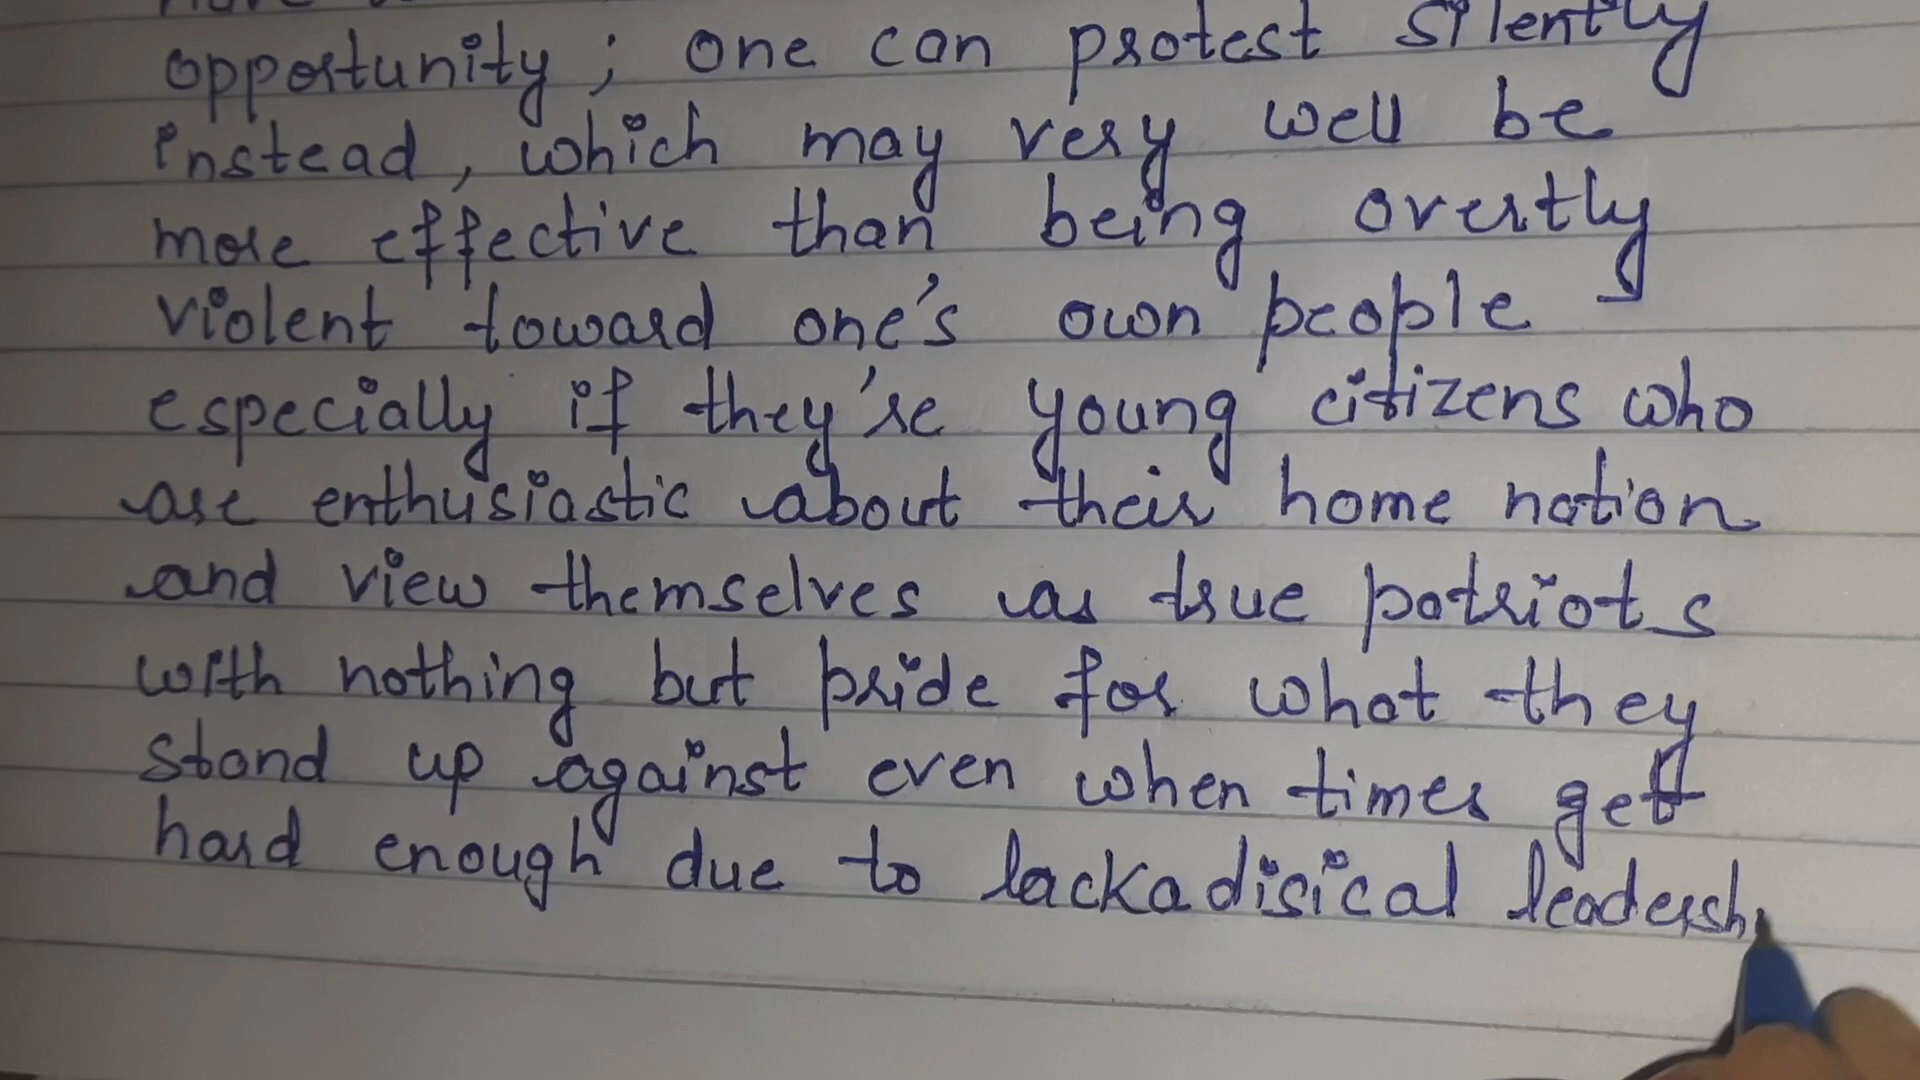 opportunity; one can protest silently
instead, which may very well be
more effective than being overtly
violent toward one's own people
especially if they're young citizens who
are enthusiastic about their home nation
and view themselves as true patriots
with nothing but pride for what they
stand up against even when times get
hard enough due to lackadisical leadersh